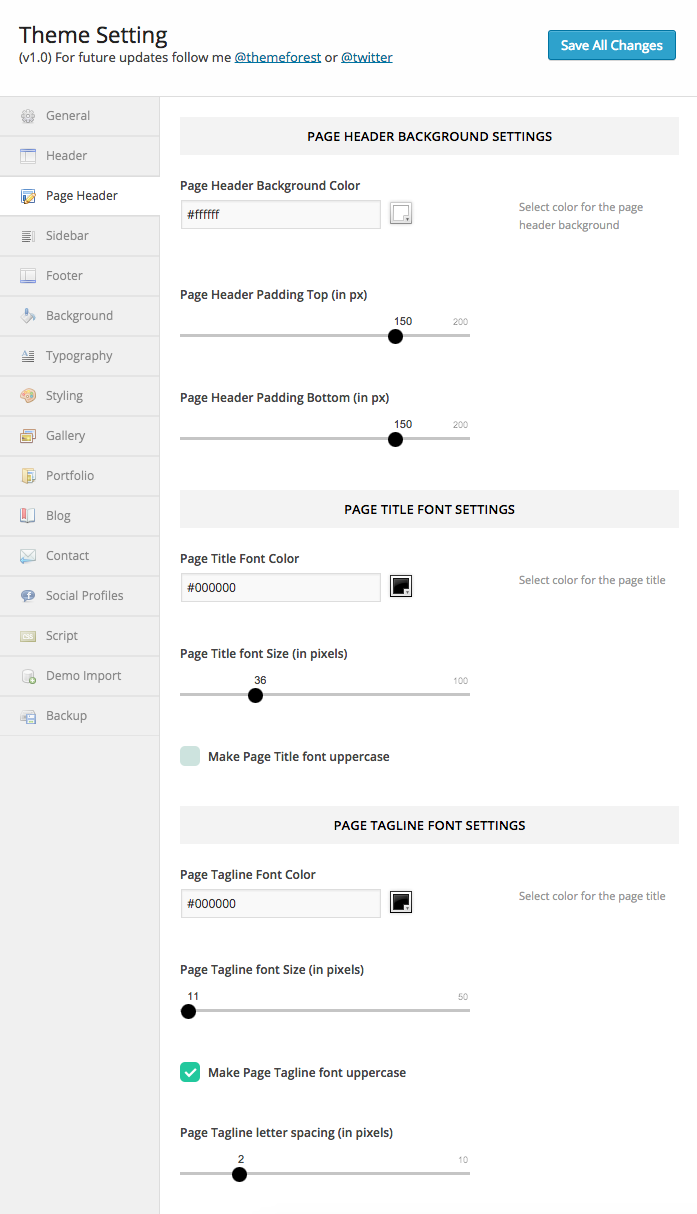 Theme Setting
(v1.0) For future updates follow me @themeforest or @twitter
Save All Changes
General
Header
Page Header
Sidebar
Footer
Background
Typography
Styling
Gallery
Portfolio
Blog
Contact
Social Profiles
Script
Demo Import
Backup
PAGE HEADER BACKGROUND SETTINGS
Page Header Background Color
#ffffff
Select color for the page
header background
Page Header Padding Top (in px)
150 200
Page Header Padding Bottom (in px)
150 200
PAGE TITLE FONT SETTINGS
Page Title Font Color
#000000
Select color for the page title
Page Title font Size (in pixels)
36 100
Make Page Title font uppercase
PAGE TAGLINE FONT SETTINGS
Page Tagline Font Color
#000000
Select color for the page title
Page Tagline font Size (in pixels)
11 50
Make Page Tagline font uppercase
Page Tagline letter spacing (in pixels)
2 10